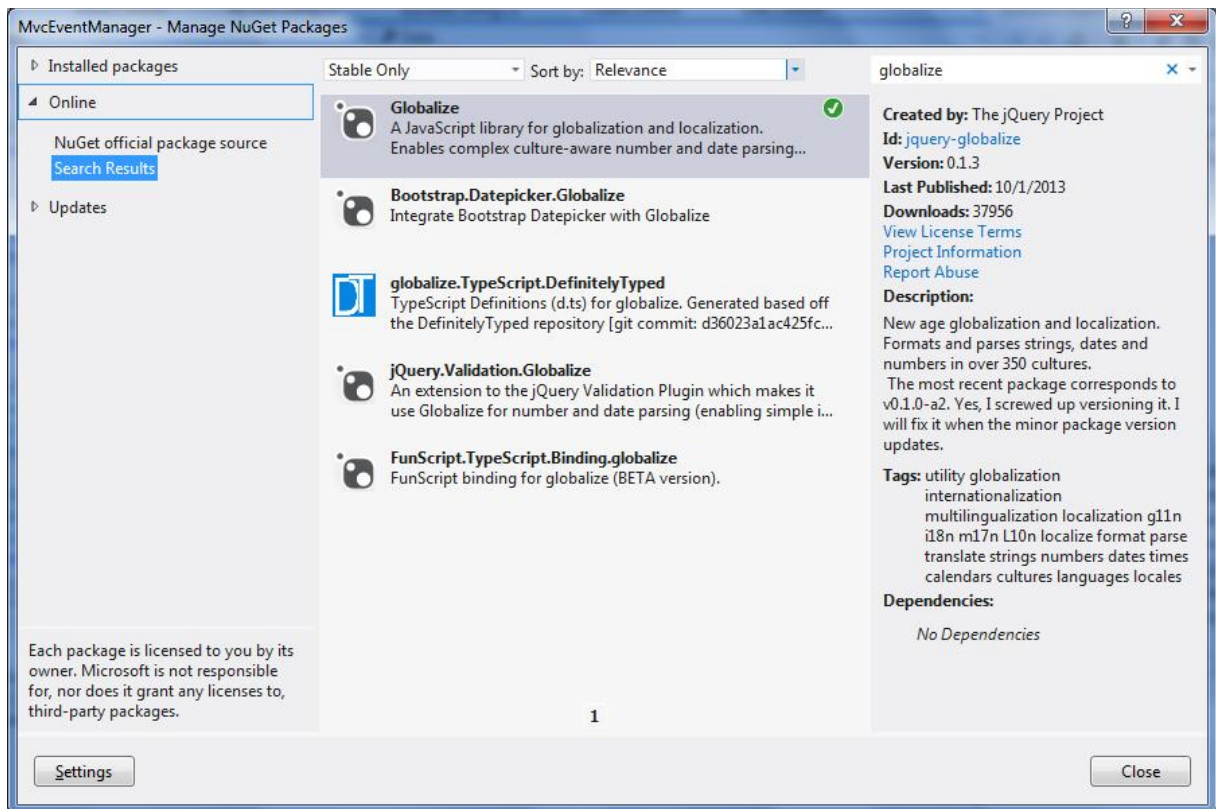 MvcEventManager - Manage NuGet Packages
Installed packages
Online
NuGet official package source
Search Results
Updates
Each package is licensed to you by its
owner. Microsoft is not responsible
for, nor does it grant any licenses to,
third-party packages.
Stable Only
Sort by: Relevance
Globalize
A JavaScript library for globalization and localization.
Enables complex culture-aware number and date parsing...
Bootstrap.Datepicker.Globalize
Integrate Bootstrap Datepicker with Globalize
DT
globalize.TypeScript.DefinitelyTyped
TypeScript Definitions (d.ts) for globalize. Generated based off
the DefinitelyTyped repository [git commit: d36023a1ac425fc...
jQuery.Validation.Globalize
An extension to the jQuery Validation Plugin which makes it
use Globalize for number and date parsing (enabling simple i...
FunScript.TypeScript.Binding.globalize
FunScript binding for globalize (BETA version).
1
globalize
Created by: The jQuery Project
Id: jquery-globalize
Version: 0.1.3
Last Published: 10/1/2013
Downloads: 37956
View License Terms
Project Information
Report Abuse
Description:
New age globalization and localization.
Formats and parses strings, dates and
numbers in over 350 cultures.
The most recent package corresponds to
v0.1.0-a2. Yes, I screwed up versioning it. I
will fix it when the minor package version
updates.
Tags: utility globalization
internationalization
multilingualization localization g11n
i18n m17n L10n localize format parse
translate strings numbers dates times
calendars cultures languages locales
Dependencies:
No Dependencies
Settings
Close